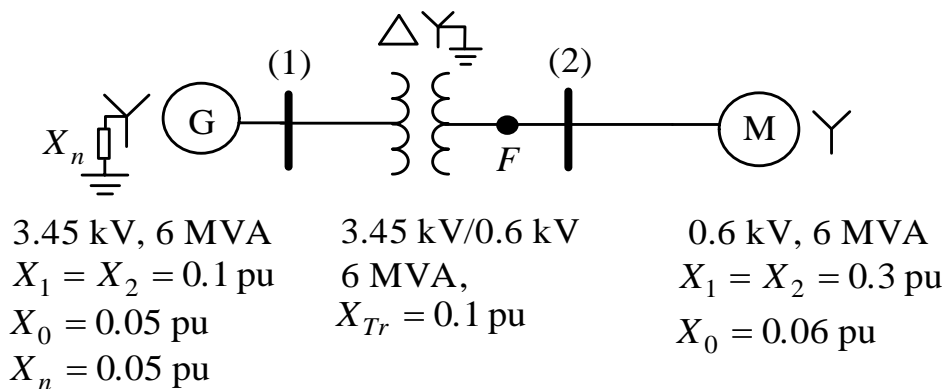 (1)
(2)
G
M
X_n
F
3.45 kV, 6 MVA
X_1 = X_2 = 0.1 pu
X_0 = 0.05 pu
X_n = 0.05 pu
3.45 kV/0.6 kV
6 MVA,
X_{Tr} = 0.1 pu
0.6 kV, 6 MVA
X_1 = X_2 = 0.3 pu
X_0 = 0.06 pu